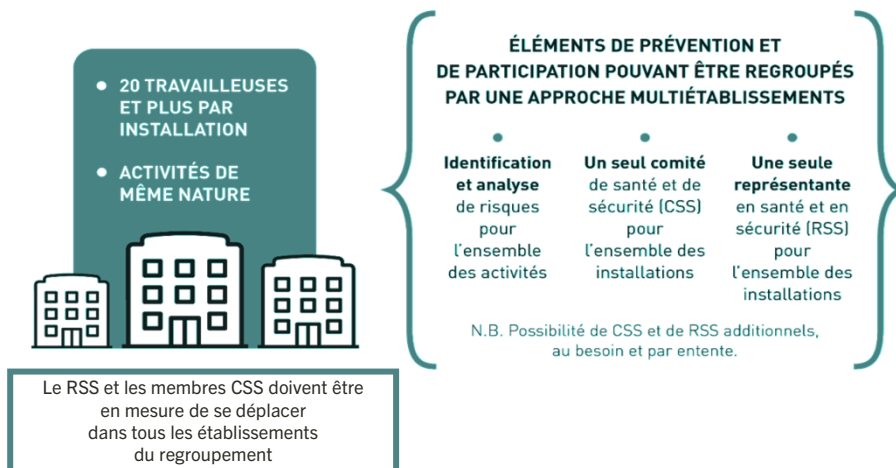 ● 20 TRAVAILLEUSES
ET PLUS PAR
INSTALLATION
● ACTIVITÉS DE
MÊME NATURE
Le RSS et les membres CSS doivent être
en mesure de se déplacer
dans tous les établissements
du regroupement
ÉLÉMENTS DE PRÉVENTION ET
DE PARTICIPATION POUVANT ÊTRE REGROUPÉS
PAR UNE APPROCHE MULTIÉTABLISSEMENTS
Identification
et analyse
de risques
pour
l'ensemble
des activités
Un seul comité
de santé et de
sécurité (CSS)
pour
l'ensemble des
installations
Une seule
représentante
en santé et en
sécurité (RSS)
pour
l'ensemble des
installations
N.B. Possibilité de CSS et de RSS additionnels,
au besoin et par entente.